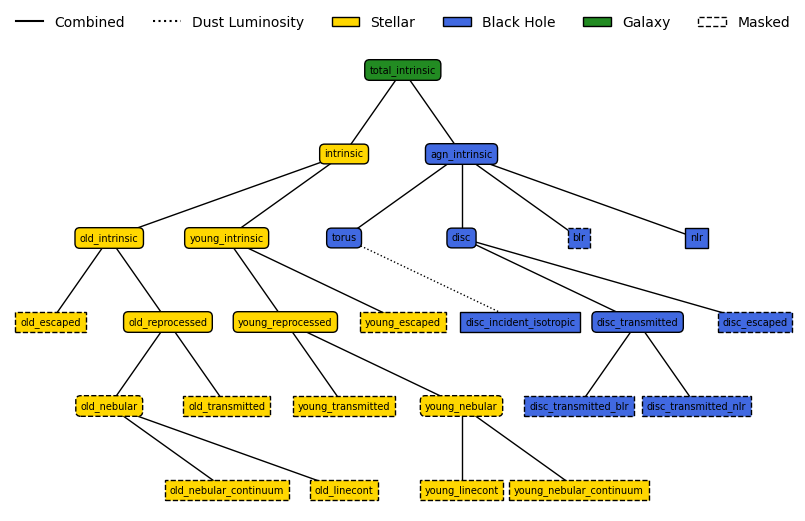 Combined Dust Luminosity Stellar Black Hole Galaxy Masked
total_intrinsic
intrinsic agn_intrinsic
old_intrinsic young_intrinsic torus disc blr nlr
old_escaped old_reprocessed young_reprocessed young_escaped disc_incident_isotropic disc_transmitted disc_escaped
old_nebular old_transmitted young_transmitted young_nebular disc_transmitted_blr disc_transmitted_nlr
old_nebular_continuum old_linecont young_linecont young_nebular_continuum